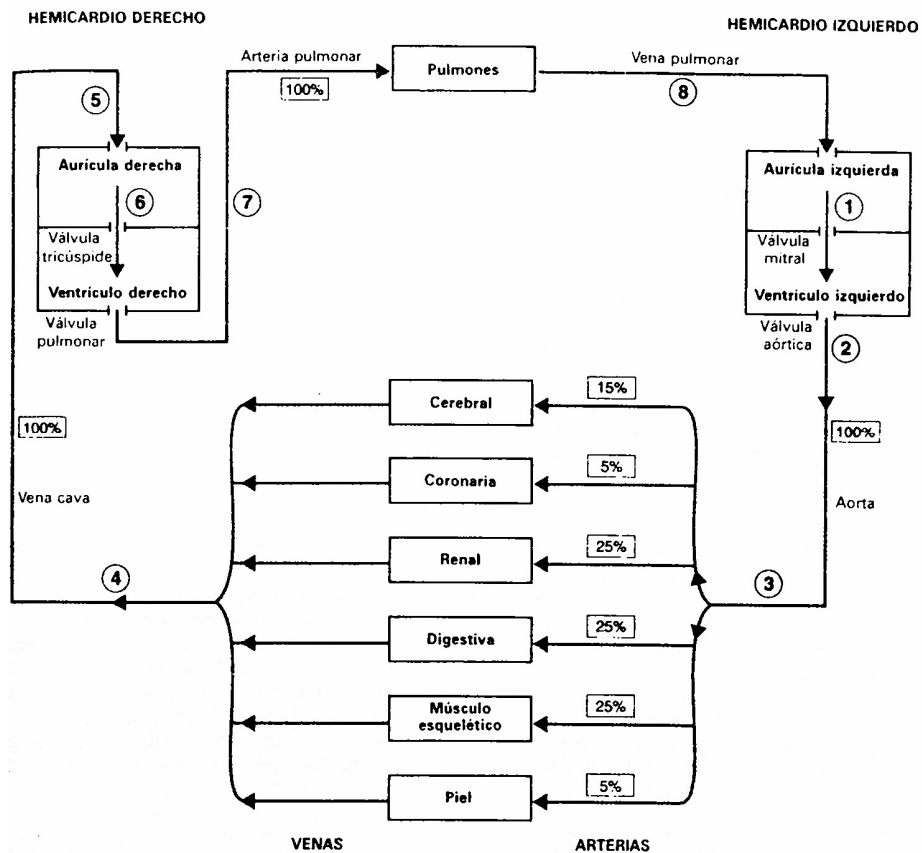 HEMICARDIO DERECHO
HEMICARDIO IZQUIERDO
Arteria pulmonar
100%
Pulmones
Vena pulmonar
8
5
Aurícula derecha
6
Válvula
tricúspide
Ventrículo derecho
Válvula
pulmonar
7
Aurícula izquierda
1
Válvula
mitral
Ventrículo izquierdo
Válvula
aórtica
2
100%
Vena cava
100%
Aorta
Cerebral
15%
Coronaria
5%
Renal
25%
4
3
Digestiva
25%
Músculo
esquelético
25%
Piel
5%
VENAS
ARTERIAS